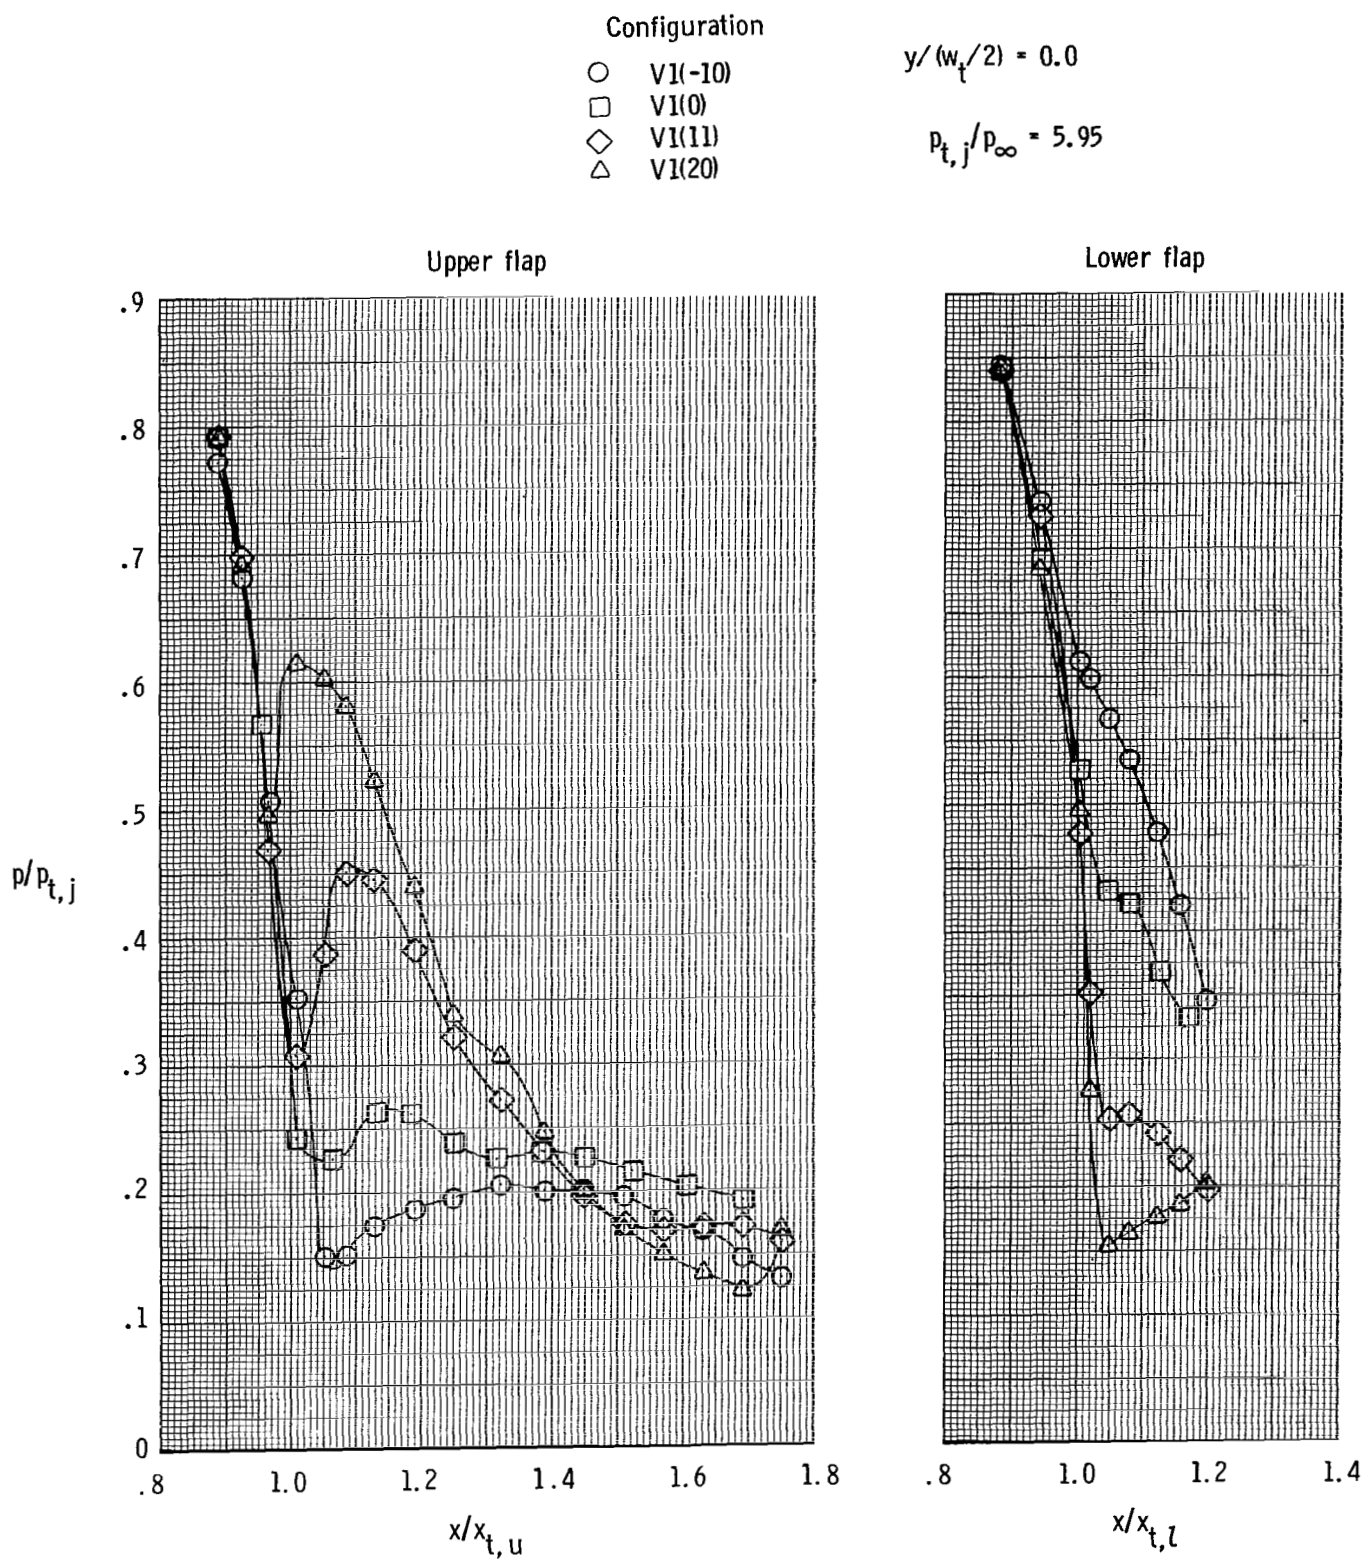 Configuration
V1(-10)
V1(0)
V1(11)
V1(20)
y/(w_t/2) = 0.0
p_t,j/p_∞ = 5.95
Upper flap
Lower flap
.9
.8
.7
.6
.5
.4
.3
.2
.1
0
p/p_t,j
.8 1.0 1.2 1.4 1.6 1.8
x/x_t,u
.8 1.0 1.2 1.4
x/x_t,l